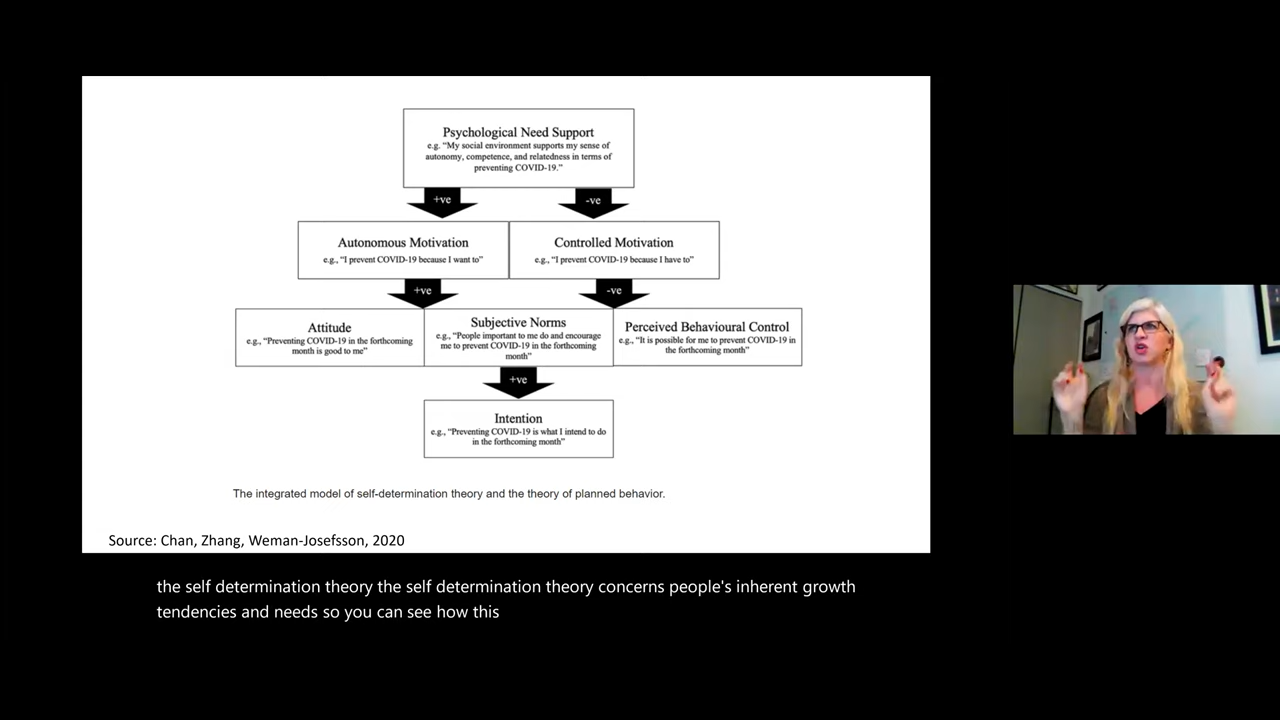 Psychological Need Support
e.g. “My social environment supports my sense of
autonomy, competence, and relatedness in terms of
preventing COVID-19.”
+ve
-ve
Autonomous Motivation
e.g., “I prevent COVID-19 because I want to”
Controlled Motivation
e.g., “I prevent COVID-19 because I have to”
+ve
-ve
Attitude
e.g., “Preventing COVID-19 in the forthcoming
month is good to me”
Subjective Norms
e.g., “People important to me do and encourage
me to prevent COVID-19 in the forthcoming
month”
Perceived Behavioural Control
e.g., “It is possible for me to prevent COVID-19 in
the forthcoming month”
+ve
Intention
e.g., “Preventing COVID-19 is what I intend to do
in the forthcoming month”
The integrated model of self-determination theory and the theory of planned behavior.
Source: Chan, Zhang, Weman-Josefsson, 2020
the self determination theory the self determination theory concerns people's inherent growth
tendencies and needs so you can see how this